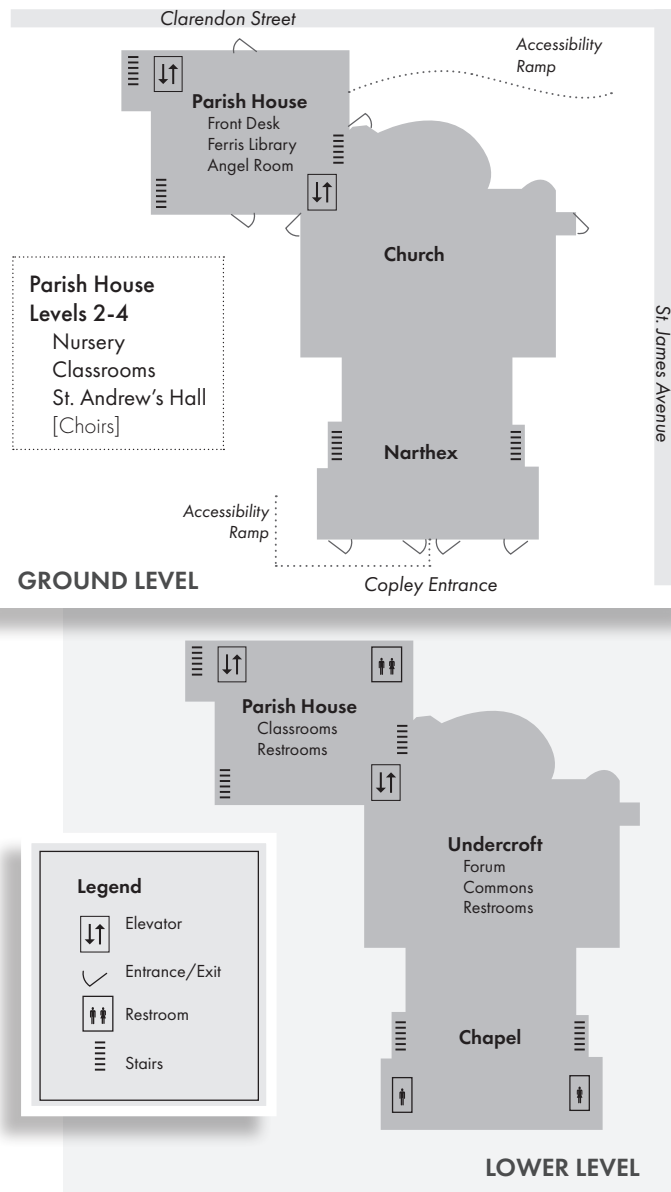 Clarendon Street
Accessibility
Ramp
Parish House
Front Desk
Ferris Library
Angel Room
Church
Parish House
Levels 2-4
Nursery
Classrooms
St. Andrew's Hall
[Choirs]
St. James Avenue
Narthex
Accessibility
Ramp
GROUND LEVEL
Copley Entrance
Parish House
Classrooms
Restrooms
Undercroft
Forum
Commons
Restrooms
Legend
Elevator
Entrance/Exit
Restroom
Stairs
Chapel
LOWER LEVEL